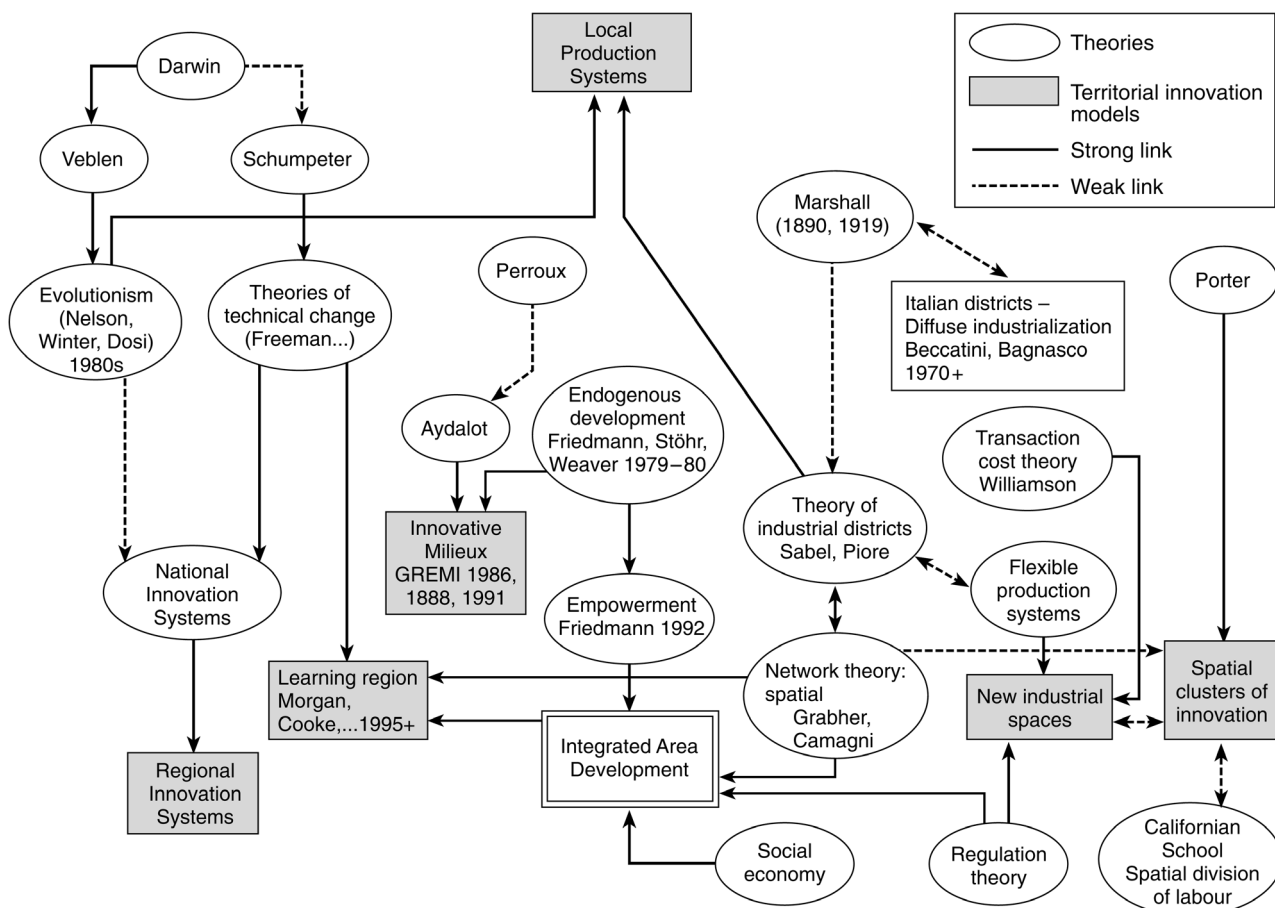 Local
Production
Systems
Theories
Territorial innovation
models
Strong link
Weak link
Darwin
Veblen
Schumpeter
Marshall
(1890, 1919)
Perroux
Porter
Evolutionism
(Nelson,
Winter, Dosi)
1980s
Theories of
technical change
(Freeman...)
Italian districts –
Diffuse industrialization
Beccatini, Bagnasco
1970+
Aydalot
Endogenous
development
Friedmann, Stöhr,
Weaver 1979–80
Transaction
cost theory
Williamson
Innovative
Milieux
GREMI 1986,
1888, 1991
Theory of
industrial districts
Sabel, Piore
National
Innovation
Systems
Empowerment
Friedmann 1992
Flexible
production
systems
Learning region
Morgan,
Cooke,...1995+
Network theory:
spatial
Grabher,
Camagni
New industrial
spaces
Spatial
clusters of
innovation
Integrated Area
Development
Regional
Innovation
Systems
Social
economy
Regulation
theory
Californian
School
Spatial division
of labour